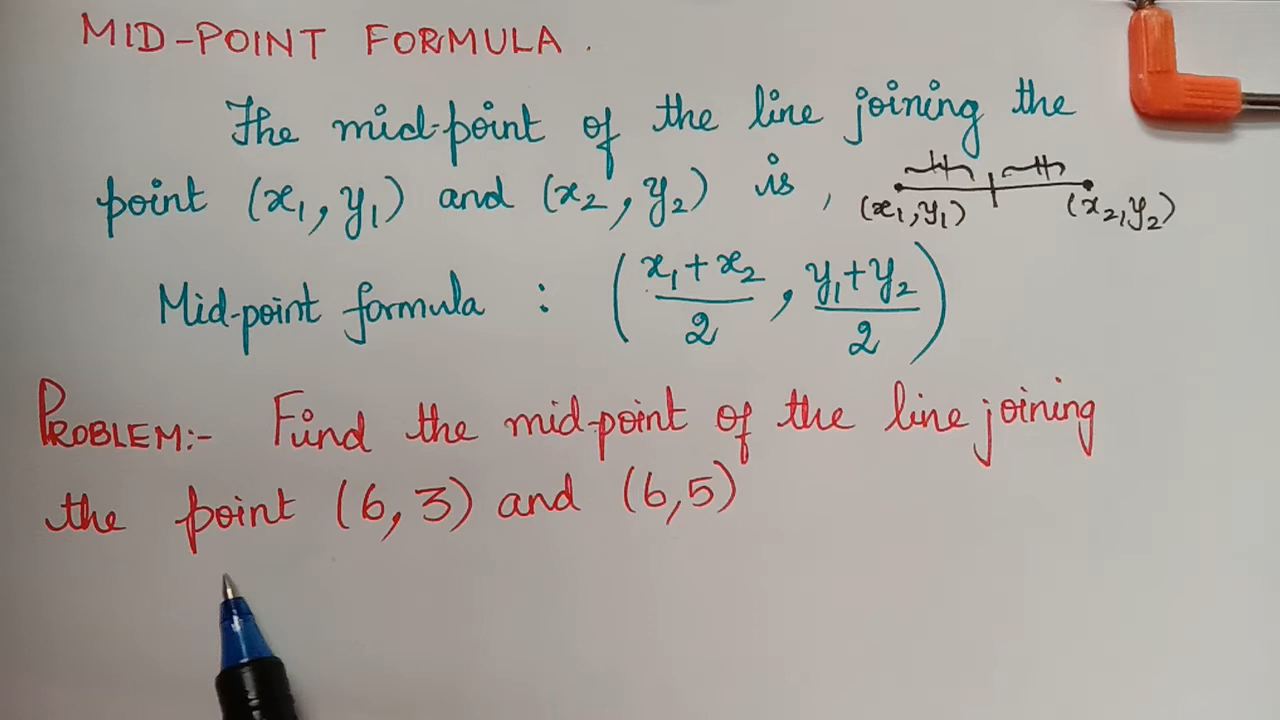 MID-POINT FORMULA.
The mid-point of the line joining the
point (x₁, y₁) and (x₂, y₂) is,
(x₁, y₁) (x₂, y₂)
Mid-point formula : ( x₁ + x₂ / 2 , y₁ + y₂ / 2 )
PROBLEM:- Find the mid-point of the line joining
the point (6, 3) and (6, 5)